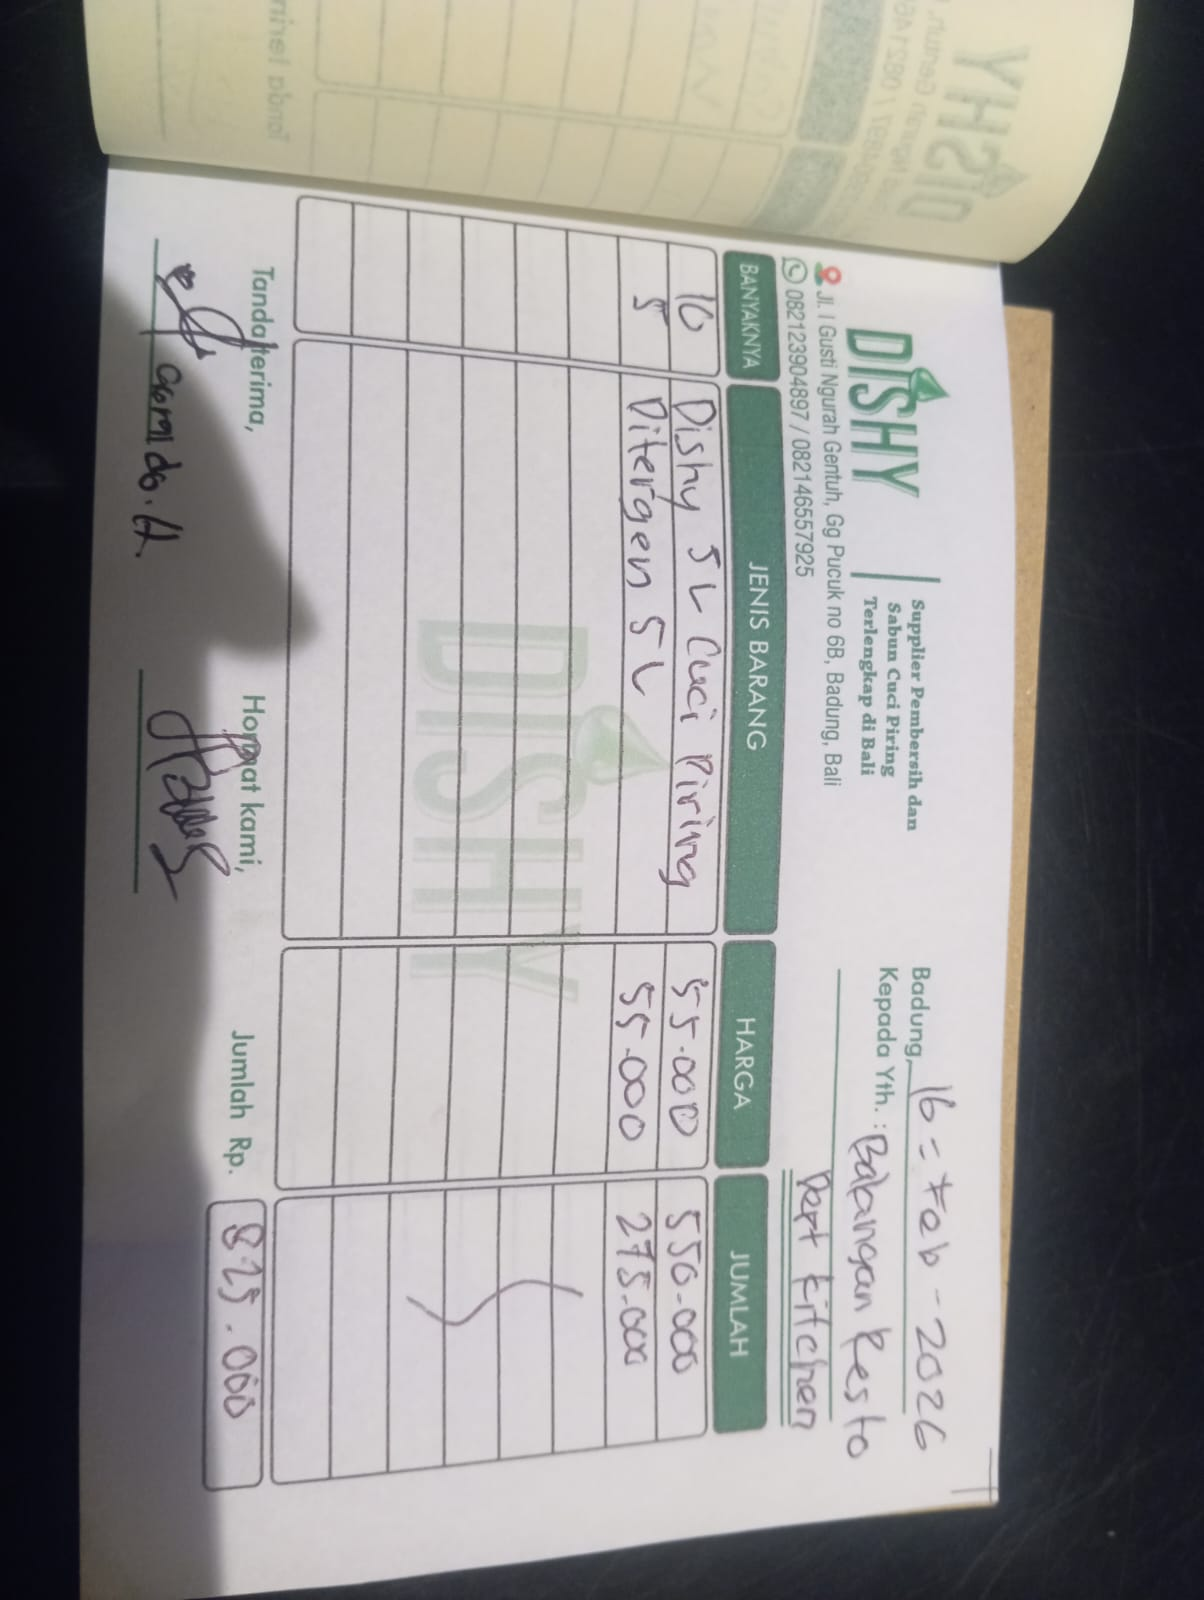 DISHY
Supplier Pembersih dan
Sabun Cuci Piring
Terlengkap di Bali
Jl. I Gusti Ngurah Gentuh, Gg Pucuk no 6B, Badung, Bali
082123904897 / 082146557925
Badung, 16 = Feb - 2026
Kepada Yth. : Balangan Resto
Dept kitchen
BANYAKNYA JENIS BARANG HARGA JUMLAH
10 Dishy 5L Cuci Piring 55.000 550.000
5 Ditergen 5L 55.000 275.000
DISHY
Tanda terima, Hormat kami, Jumlah Rp. 825.000